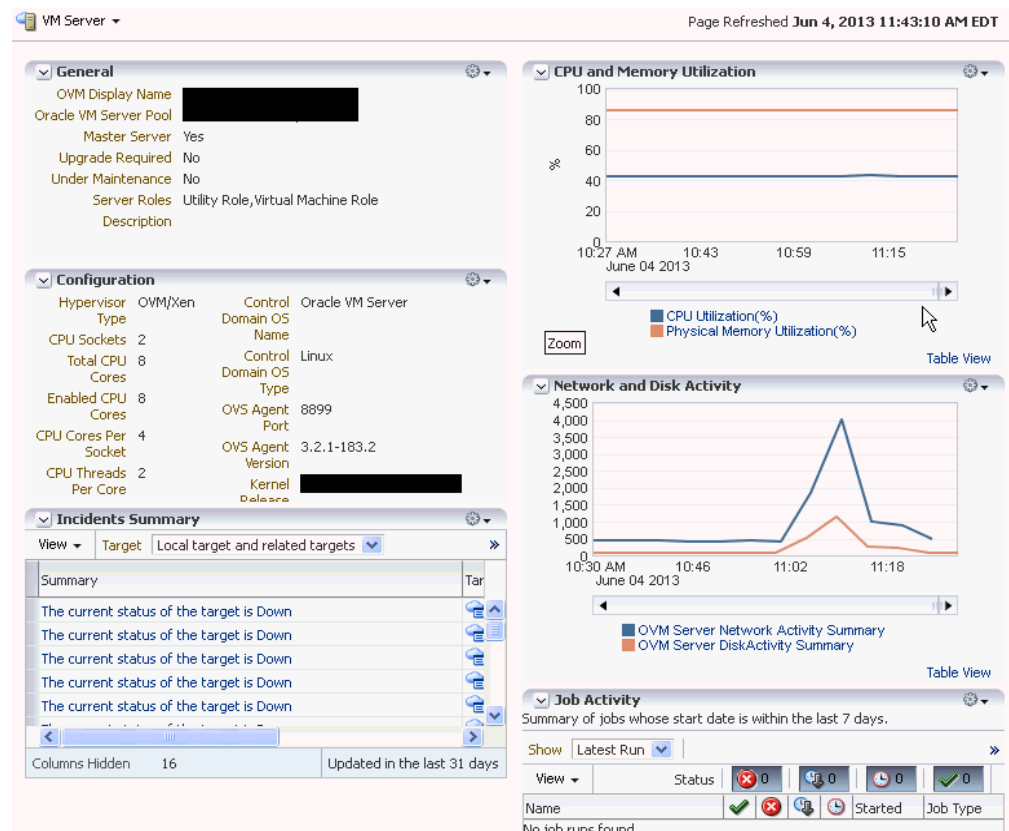 VM Server
Page Refreshed Jun 4, 2013 11:43:10 AM EDT
General
OVM Display Name
Oracle VM Server Pool
Master Server Yes
Upgrade Required No
Under Maintenance No
Server Roles Utility Role,Virtual Machine Role
Description
Configuration
Hypervisor Type OVM/Xen
CPU Sockets 2
Total CPU Cores 8
Enabled CPU Cores 8
CPU Cores Per Socket 4
CPU Threads Per Core 2
Control Domain OS Name Oracle VM Server
Control Domain OS Type Linux
OVS Agent Port 8899
OVS Agent Version 3.2.1-183.2
Kernel Release
Incidents Summary
View Target Local target and related targets
Summary Tar
The current status of the target is Down
The current status of the target is Down
The current status of the target is Down
The current status of the target is Down
The current status of the target is Down
Columns Hidden 16 Updated in the last 31 days
CPU and Memory Utilization
100
80
60
%
40
20
0
10:27 AM 10:43 10:59 11:15
June 04 2013
CPU Utilization(%)
Physical Memory Utilization(%)
Zoom
Table View
Network and Disk Activity
4,500
4,000
3,500
3,000
2,500
2,000
1,500
1,000
500
0
10:30 AM 10:46 11:02 11:18
June 04 2013
OVM Server Network Activity Summary
OVM Server DiskActivity Summary
Table View
Job Activity
Summary of jobs whose start date is within the last 7 days.
Show Latest Run
View Status 0 0 0 0
Name Started Job Type
No job runs found